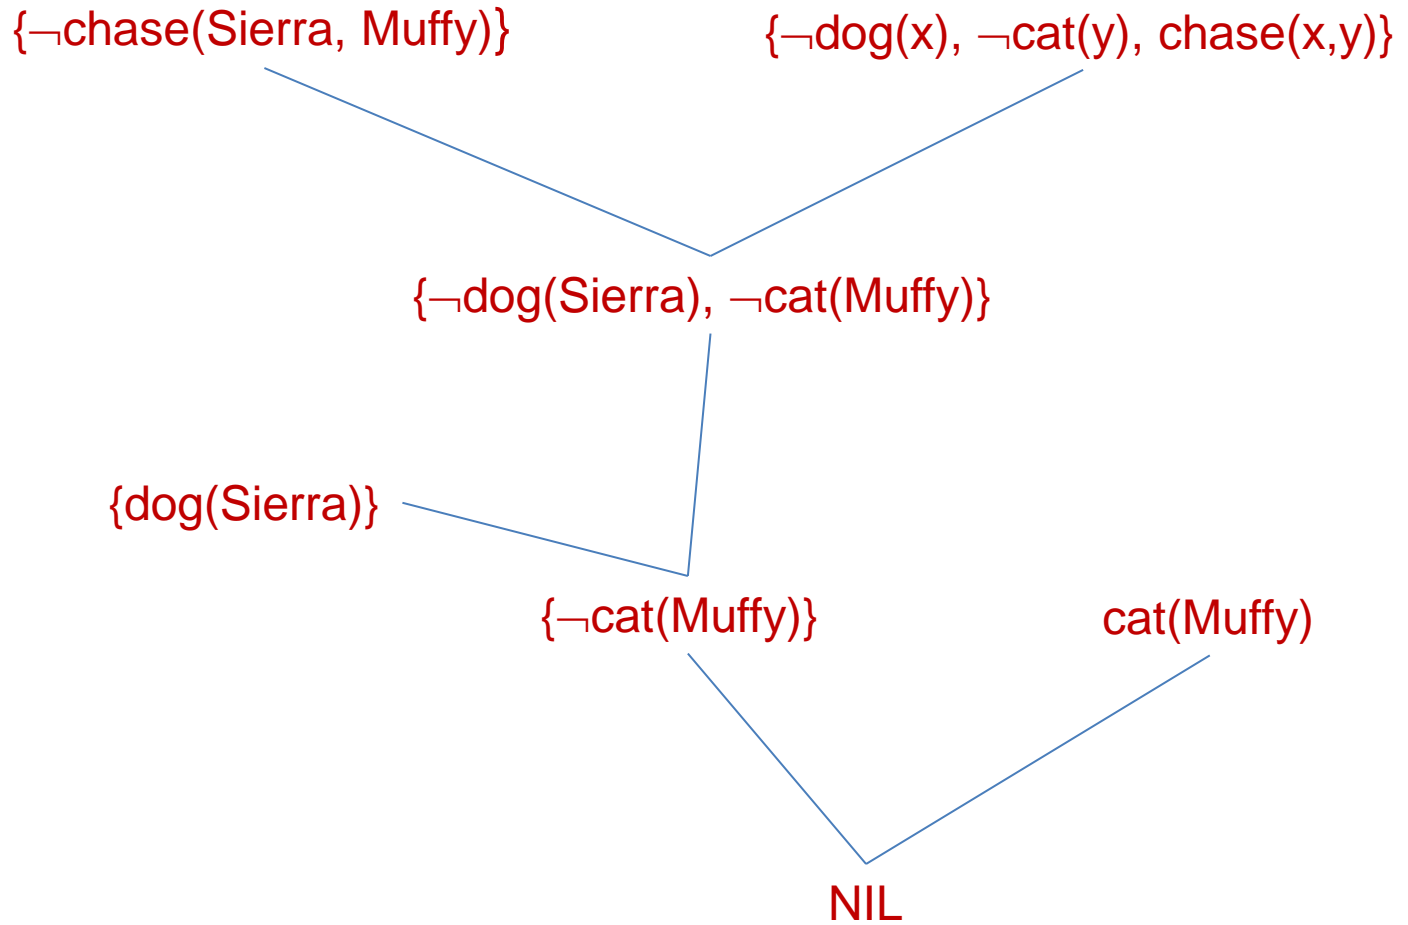 {¬chase(Sierra, Muffy)}
{¬dog(x), ¬cat(y), chase(x,y)}
{¬dog(Sierra), ¬cat(Muffy)}
{dog(Sierra)}
{¬cat(Muffy)}
cat(Muffy)
NIL